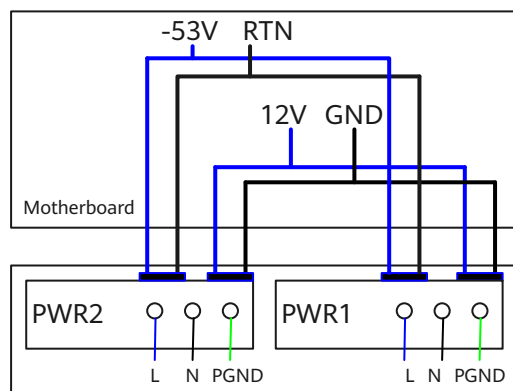 -53V RTN
12V GND
Motherboard
PWR2 PWR1
L N PGND L N PGND